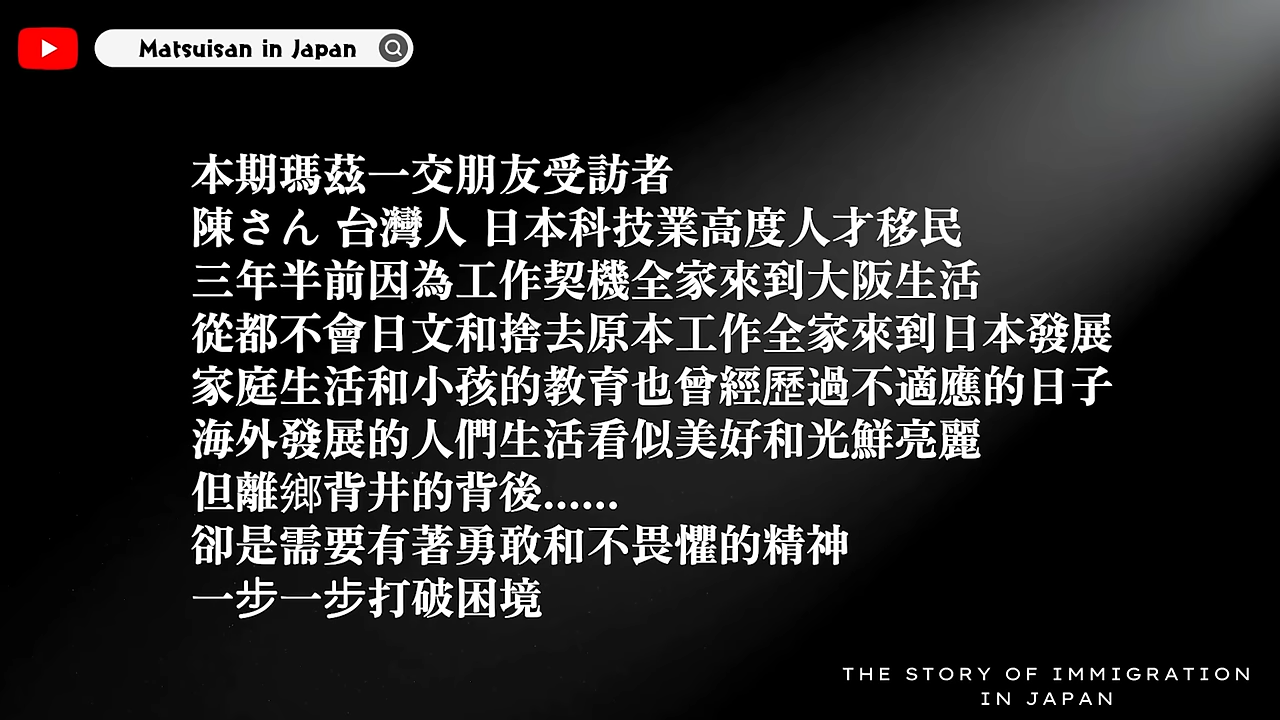 Matsuisan in Japan
本期瑪茲一交朋友受訪者
陳さん 台灣人 日本科技業高度人才移民
三年半前因為工作契機全家來到大阪生活
從都不會日文和捨去原本工作全家來到日本發展
家庭生活和小孩的教育也曾經歷過不適應的日子
海外發展的人們生活看似美好和光鮮亮麗
但離鄉背井的背後......
卻是需要有著勇敢和不畏懼的精神
一步一步打破困境
THE STORY OF IMMIGRATION
IN JAPAN